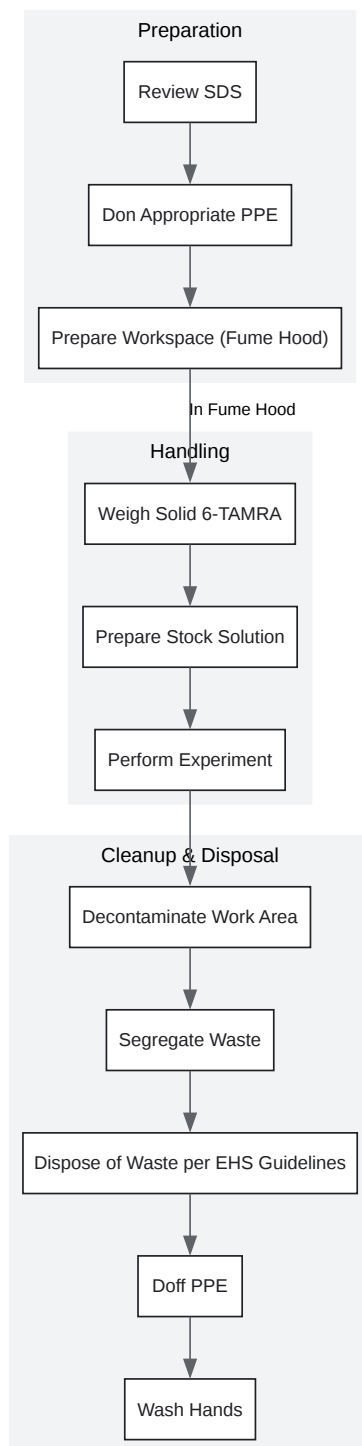 Preparation
Review SDS
Don Appropriate PPE
Prepare Workspace (Fume Hood)
In Fume Hood
Handling
Weigh Solid 6-TAMRA
Prepare Stock Solution
Perform Experiment
Cleanup & Disposal
Decontaminate Work Area
Segregate Waste
Dispose of Waste per EHS Guidelines
Doff PPE
Wash Hands